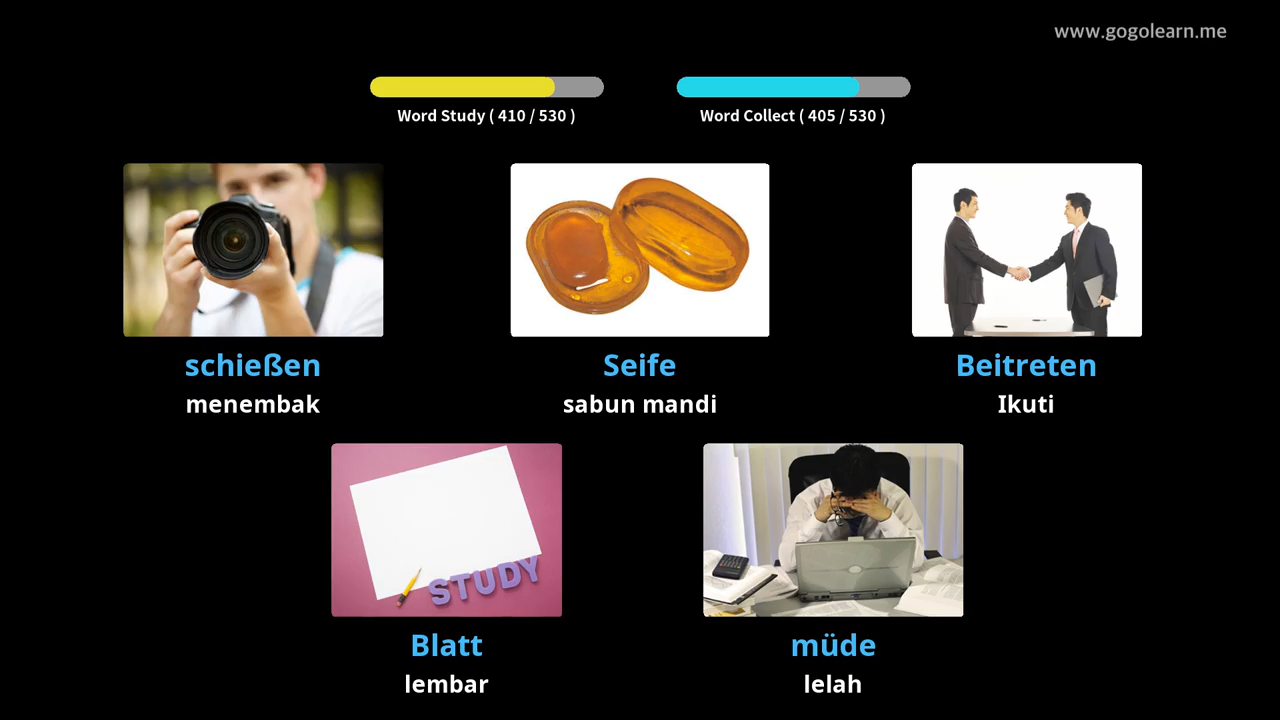 www.gogolearn.me
Word Study ( 410 / 530 )
Word Collect ( 405 / 530 )
schießen
menembak
Seife
sabun mandi
Beitreten
Ikuti
STUDY
Blatt
lembar
müde
lelah